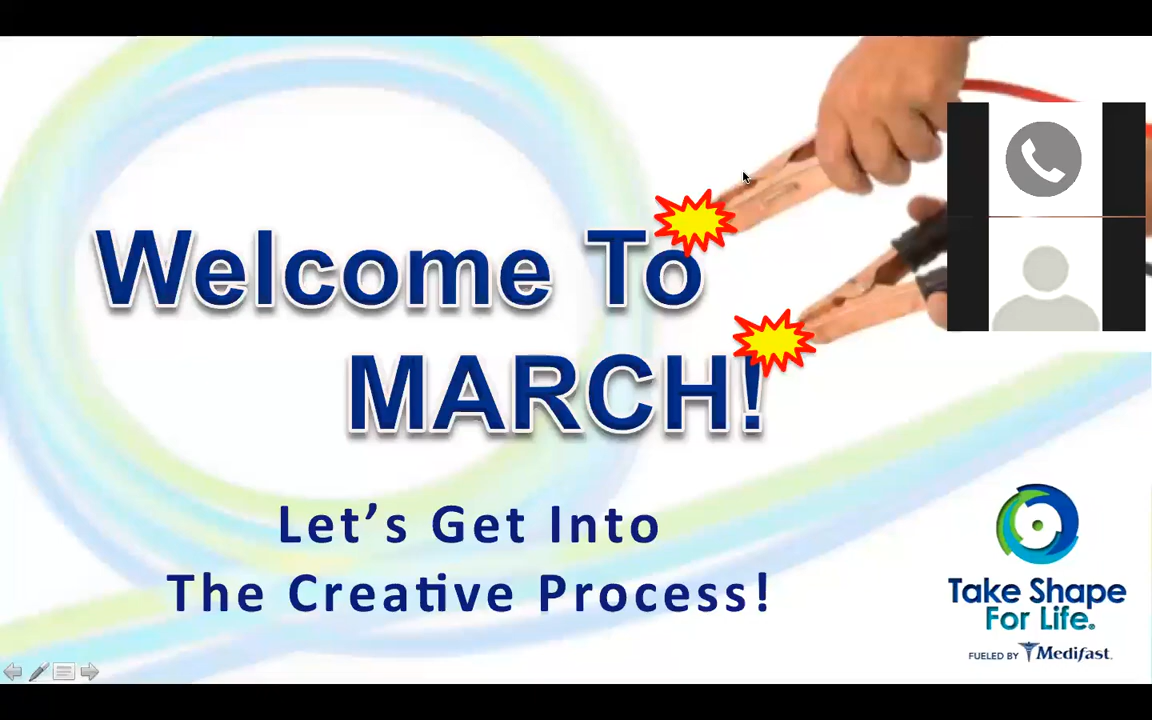 Welcome To
MARCH!
Let’s Get Into
The Creative Process!
Take Shape
For Life.®
FUELED BY Medifast.